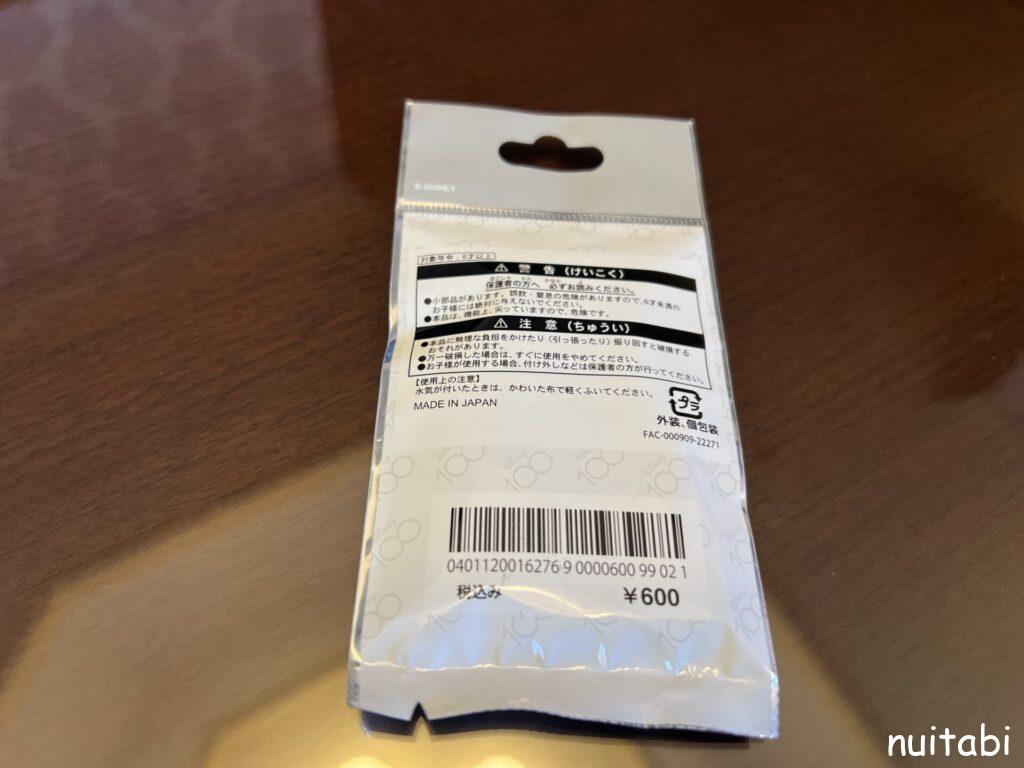 © DISNEY
対象年令：6才以上
⚠ 警 告（けいこく）
ほごしゃ かた かなら よ
保護者の方へ 必ずお読みください。
●小部品があります。誤飲・窒息の危険がありますので、6才未満の
お子様には絶対に与えないでください。
●本品は、機能上、尖っていますので、危険です。
⚠ 注 意（ちゅうい）
●本品に無理な負担をかけたり（引っ張ったり）振り回すと破損する
おそれがあります。
●万一破損した場合は、すぐに使用をやめてください。
●お子様が使用する場合、付け外しなどは保護者の方が行ってください。
【使用上の注意】
水気が付いたときは、かわいた布で軽くふいてください。
MADE IN JAPAN
プラ
外装、個包装
FAC-000909-22271
Disney 100
0401120016276 9 0000600 99 02 1
税込み ¥600
nuitabi